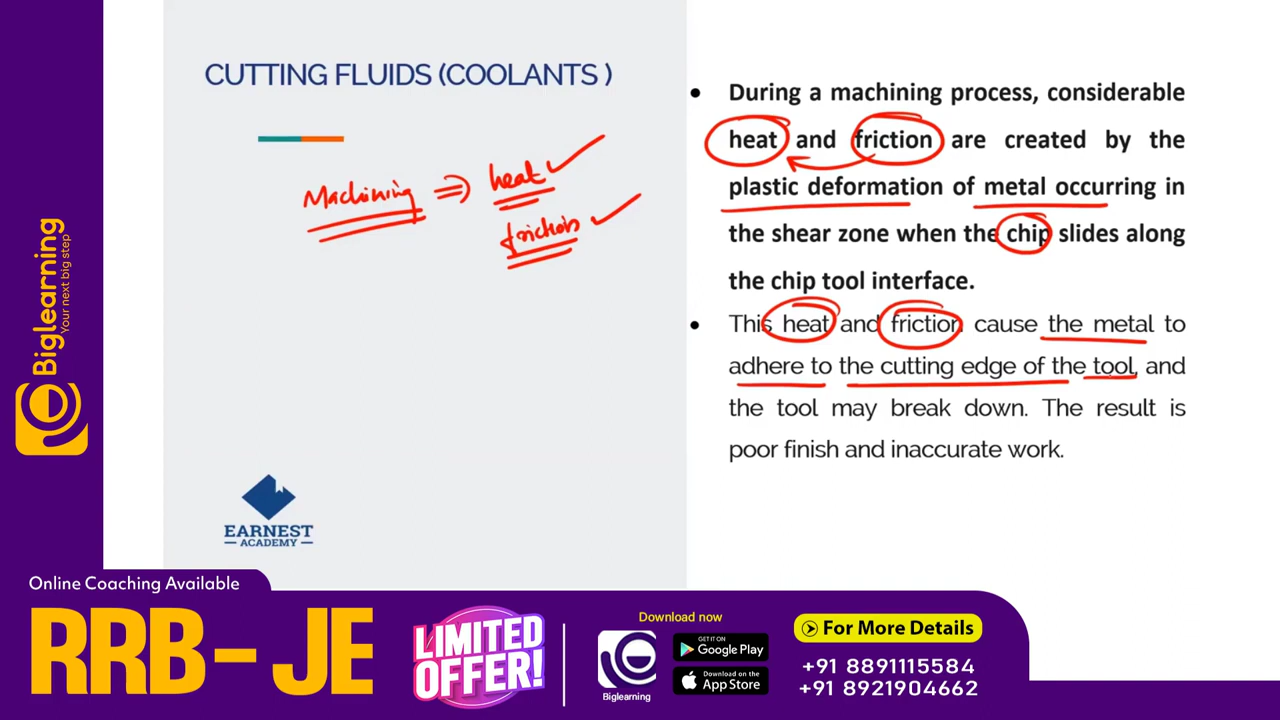 CUTTING FLUIDS (COOLANTS )
Machining ⇒ heat ✓
friction ✓
• During a machining process, considerable
heat and friction are created by the
plastic deformation of metal occurring in
the shear zone when the chip slides along
the chip tool interface.
• This heat and friction cause the metal to
adhere to the cutting edge of the tool, and
the tool may break down. The result is
poor finish and inaccurate work.
EARNEST
ACADEMY
Biglearning
Your next big step
Online Coaching Available
RRB-JE
LIMITED
OFFER!
Download now
Biglearning
GET IT ON
Google Play
Download on the
App Store
For More Details
+91 8891115584
+91 8921904662